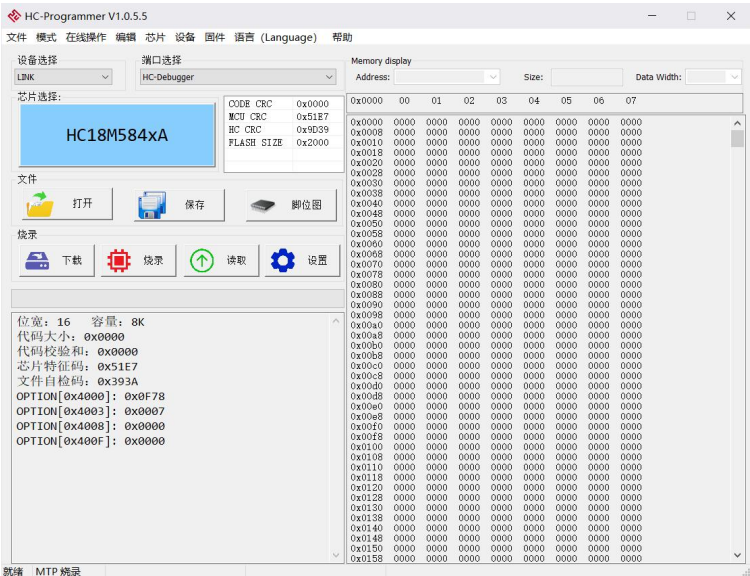 HC-Programmer V1.0.5.5
文件 模式 在线操作 编辑 芯片 设备 固件 语言 (Language) 帮助
设备选择
LINK
端口选择
HC-Debugger
芯片选择:
HC18M584xA
CODE CRC 0x0000
MCU CRC 0x51E7
HC CRC 0x9D39
FLASH SIZE 0x2000
文件
打开 保存 脚位图
烧录
下载 烧录 读取 设置
位宽: 16 容量: 8K
代码大小: 0x0000
代码校验和: 0x0000
芯片特征码: 0x51E7
文件自检码: 0x393A
OPTION[0x4000]: 0x0F78
OPTION[0x4003]: 0x0007
OPTION[0x4008]: 0x0000
OPTION[0x400F]: 0x0000
Memory display
Address: Size: Data Width:
0x0000 00 01 02 03 04 05 06 07
0x0000 0000 0000 0000 0000 0000 0000 0000 0000
0x0008 0000 0000 0000 0000 0000 0000 0000 0000
0x0010 0000 0000 0000 0000 0000 0000 0000 0000
0x0018 0000 0000 0000 0000 0000 0000 0000 0000
0x0020 0000 0000 0000 0000 0000 0000 0000 0000
0x0028 0000 0000 0000 0000 0000 0000 0000 0000
0x0030 0000 0000 0000 0000 0000 0000 0000 0000
0x0038 0000 0000 0000 0000 0000 0000 0000 0000
0x0040 0000 0000 0000 0000 0000 0000 0000 0000
0x0048 0000 0000 0000 0000 0000 0000 0000 0000
0x0050 0000 0000 0000 0000 0000 0000 0000 0000
0x0058 0000 0000 0000 0000 0000 0000 0000 0000
0x0060 0000 0000 0000 0000 0000 0000 0000 0000
0x0068 0000 0000 0000 0000 0000 0000 0000 0000
0x0070 0000 0000 0000 0000 0000 0000 0000 0000
0x0078 0000 0000 0000 0000 0000 0000 0000 0000
0x0080 0000 0000 0000 0000 0000 0000 0000 0000
0x0088 0000 0000 0000 0000 0000 0000 0000 0000
0x0090 0000 0000 0000 0000 0000 0000 0000 0000
0x0098 0000 0000 0000 0000 0000 0000 0000 0000
0x00a0 0000 0000 0000 0000 0000 0000 0000 0000
0x00a8 0000 0000 0000 0000 0000 0000 0000 0000
0x00b0 0000 0000 0000 0000 0000 0000 0000 0000
0x00b8 0000 0000 0000 0000 0000 0000 0000 0000
0x00c0 0000 0000 0000 0000 0000 0000 0000 0000
0x00c8 0000 0000 0000 0000 0000 0000 0000 0000
0x00d0 0000 0000 0000 0000 0000 0000 0000 0000
0x00d8 0000 0000 0000 0000 0000 0000 0000 0000
0x00e0 0000 0000 0000 0000 0000 0000 0000 0000
0x00e8 0000 0000 0000 0000 0000 0000 0000 0000
0x00f0 0000 0000 0000 0000 0000 0000 0000 0000
0x00f8 0000 0000 0000 0000 0000 0000 0000 0000
0x0100 0000 0000 0000 0000 0000 0000 0000 0000
0x0108 0000 0000 0000 0000 0000 0000 0000 0000
0x0110 0000 0000 0000 0000 0000 0000 0000 0000
0x0118 0000 0000 0000 0000 0000 0000 0000 0000
0x0120 0000 0000 0000 0000 0000 0000 0000 0000
0x0128 0000 0000 0000 0000 0000 0000 0000 0000
0x0130 0000 0000 0000 0000 0000 0000 0000 0000
0x0138 0000 0000 0000 0000 0000 0000 0000 0000
0x0140 0000 0000 0000 0000 0000 0000 0000 0000
0x0148 0000 0000 0000 0000 0000 0000 0000 0000
0x0150 0000 0000 0000 0000 0000 0000 0000 0000
0x0158 0000 0000 0000 0000 0000 0000 0000 0000
就绪 MTP 烧录